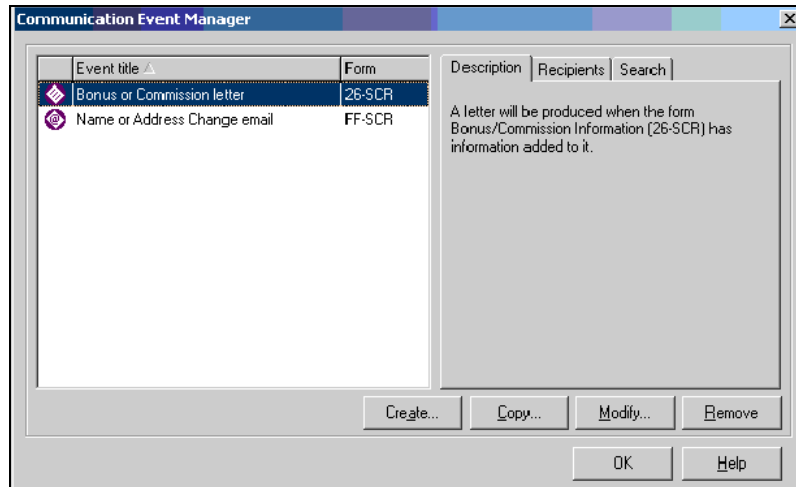 Communication Event Manager
Event title Form
Bonus or Commission letter 26-SCR
Name or Address Change email FF-SCR
Description Recipients Search
A letter will be produced when the form
Bonus/Commission Information (26-SCR) has
information added to it.
Create... Copy... Modify... Remove
OK Help